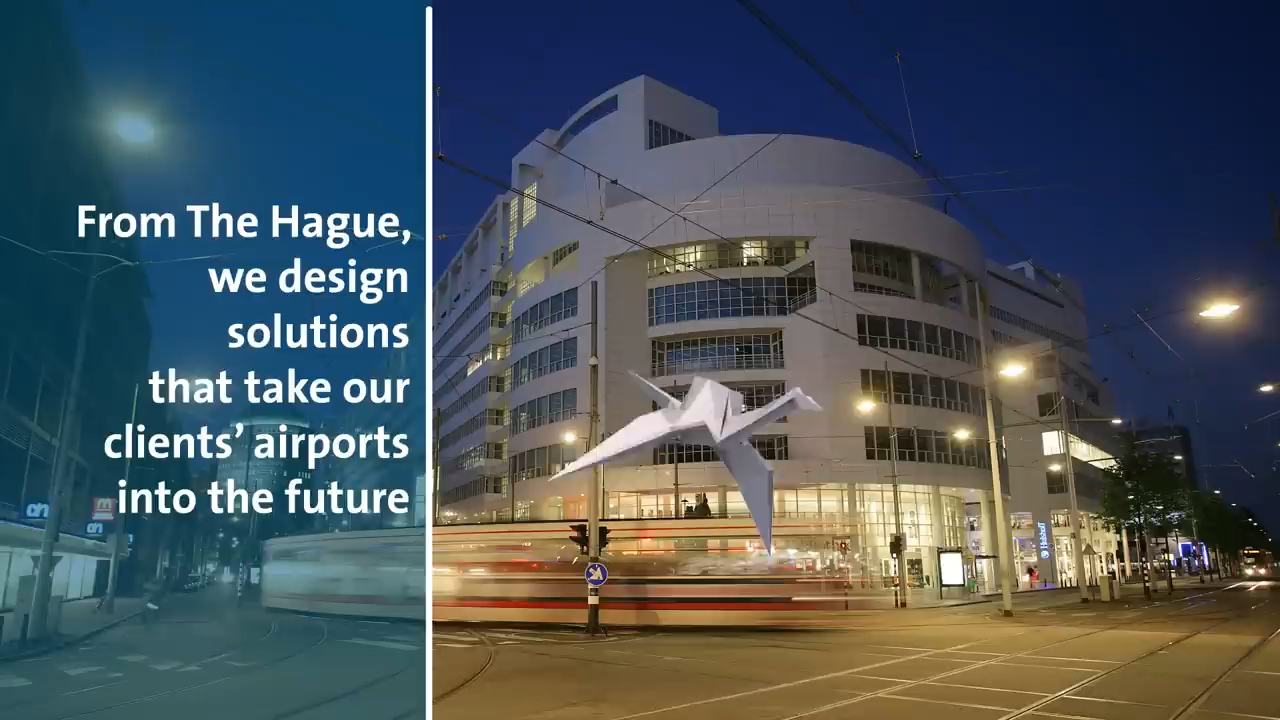 From The Hague,
we design
solutions
that take our
clients’ airports
into the future